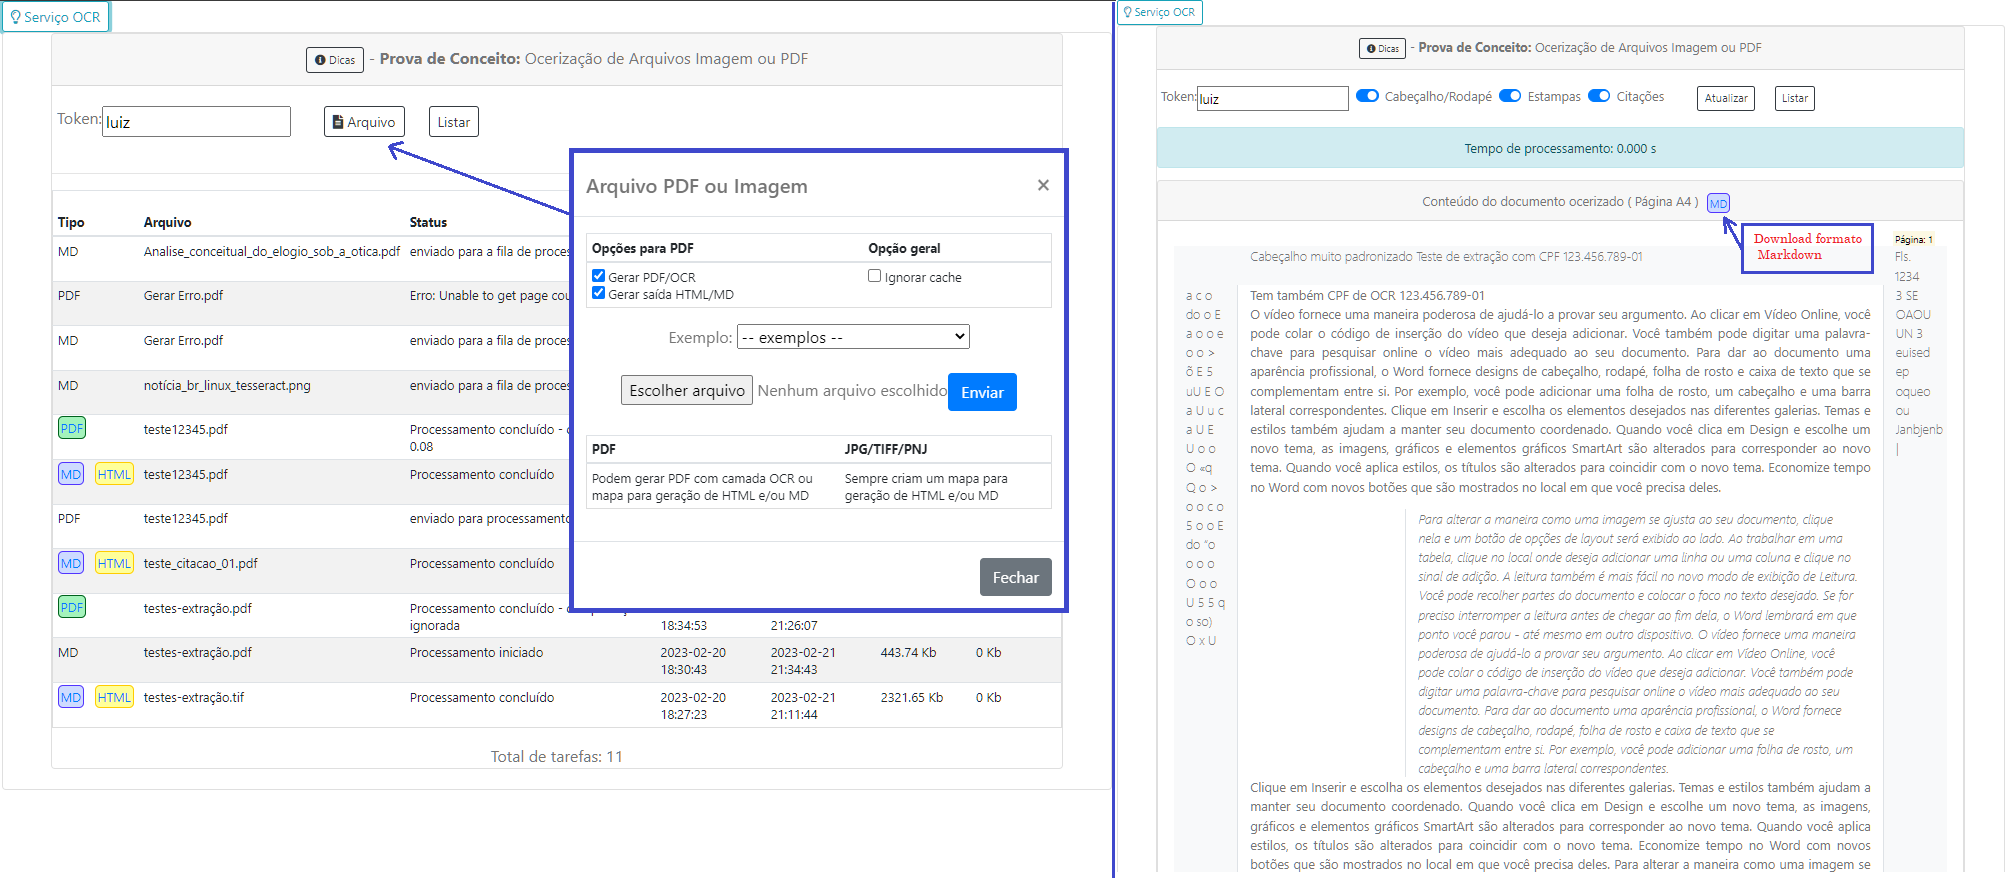 Serviço OCR
Dicas - Prova de Conceito: Ocerização de Arquivos Imagem ou PDF
Token: luiz Arquivo Listar
Tipo Arquivo Status
MD Analise_conceitual_do_elogio_sob_a_otica.pdf enviado para a fila de proces
PDF Gerar Erro.pdf Erro: Unable to get page cou
MD Gerar Erro.pdf enviado para a fila de proces
MD notícia_br_linux_tesseract.png enviado para a fila de proces
PDF teste12345.pdf Processamento concluído -
0.08
MD HTML teste12345.pdf Processamento concluído
PDF teste12345.pdf enviado para processamento
MD HTML teste_citacao_01.pdf Processamento concluído
PDF testes-extração.pdf Processamento concluído -
ignorada 18:34:53 21:26:07
MD testes-extração.pdf Processamento iniciado 2023-02-20 2023-02-21 443.74 Kb 0 Kb
18:30:43 21:34:43
MD HTML testes-extração.tif Processamento concluído 2023-02-20 2023-02-21 2321.65 Kb 0 Kb
18:27:23 21:11:44
Total de tarefas: 11
Arquivo PDF ou Imagem ×
Opções para PDF Opção geral
Gerar PDF/OCR Ignorar cache
Gerar saída HTML/MD
Exemplo: -- exemplos --
Escolher arquivo Nenhum arquivo escolhido Enviar
PDF JPG/TIFF/PNJ
Podem gerar PDF com camada OCR ou Sempre criam um mapa para
mapa para geração de HTML e/ou MD geração de HTML e/ou MD
Fechar
Serviço OCR
Dicas - Prova de Conceito: Ocerização de Arquivos Imagem ou PDF
Token: luiz Cabeçalho/Rodapé Estampas Citações Atualizar Listar
Tempo de processamento: 0.000 s
Conteúdo do documento ocerizado ( Página A4 ) MD
Download formato
Markdown
Página: 1
Fls.
1234
3 SE
OAOU
UN 3
euised
ep
oqueo
ou
Janbjenb
|
a c o
do o E
a o o e
o o >
õ E 5
uU E O
a U u c
a U E
U o o
O «q
Q o >
o o c o
5 o o E
do “o
o o o
O o o
U 5 5 q
o so)
O x U
Cabeçalho muito padronizado Teste de extração com CPF 123.456.789-01
Tem também CPF de OCR 123.456.789-01
O vídeo fornece uma maneira poderosa de ajudá-lo a provar seu argumento. Ao clicar em Vídeo Online, você
pode colar o código de inserção do vídeo que deseja adicionar. Você também pode digitar uma palavra-
chave para pesquisar online o vídeo mais adequado ao seu documento. Para dar ao documento uma
aparência profissional, o Word fornece designs de cabeçalho, rodapé, folha de rosto e caixa de texto que se
complementam entre si. Por exemplo, você pode adicionar uma folha de rosto, um cabeçalho e uma barra
lateral correspondentes. Clique em Inserir e escolha os elementos desejados nas diferentes galerias. Temas e
estilos também ajudam a manter seu documento coordenado. Quando você clica em Design e escolhe um
novo tema, as imagens, gráficos e elementos gráficos SmartArt são alterados para corresponder ao novo
tema. Quando você aplica estilos, os títulos são alterados para coincidir com o novo tema. Economize tempo
no Word com novos botões que são mostrados no local em que você precisa deles.
Para alterar a maneira como uma imagem se ajusta ao seu documento, clique
nela e um botão de opções de layout será exibido ao lado. Ao trabalhar em uma
tabela, clique no local onde deseja adicionar uma linha ou uma coluna e clique no
sinal de adição. A leitura também é mais fácil no novo modo de exibição de Leitura.
Você pode recolher partes do documento e colocar o foco no texto desejado. Se for
preciso interromper a leitura antes de chegar ao fim dela, o Word lembrará em que
ponto você parou - até mesmo em outro dispositivo. O vídeo fornece uma maneira
poderosa de ajudá-lo a provar seu argumento. Ao clicar em Vídeo Online, você
pode colar o código de inserção do vídeo que deseja adicionar. Você também pode
digitar uma palavra-chave para pesquisar online o vídeo mais adequado ao seu
documento. Para dar ao documento uma aparência profissional, o Word fornece
designs de cabeçalho, rodapé, folha de rosto e caixa de texto que se
complementam entre si. Por exemplo, você pode adicionar uma folha de rosto, um
cabeçalho e uma barra lateral correspondentes.
Clique em Inserir e escolha os elementos desejados nas diferentes galerias. Temas e estilos também ajudam a
manter seu documento coordenado. Quando você clica em Design e escolhe um novo tema, as imagens,
gráficos e elementos gráficos SmartArt são alterados para corresponder ao novo tema. Quando você aplica
estilos, os títulos são alterados para coincidir com o novo tema. Economize tempo no Word com novos
botões que são mostrados no local em que você precisa deles. Para alterar a maneira como uma imagem se